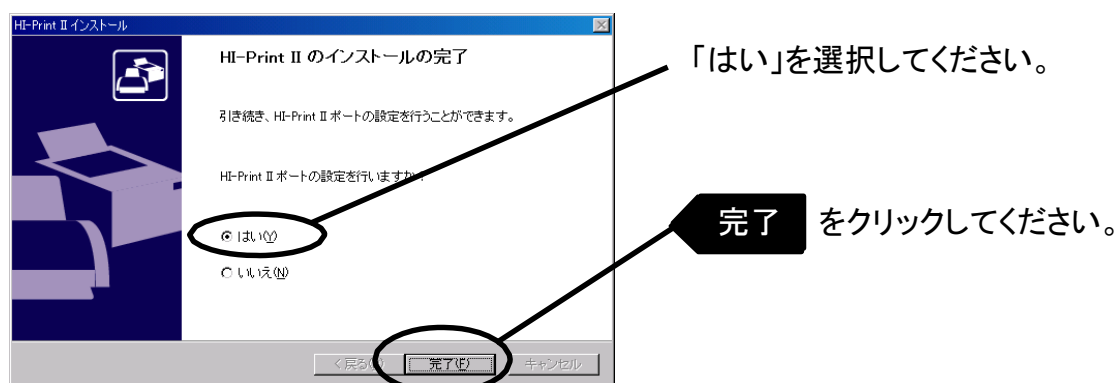 HI-Print II インストール
HI-Print II のインストールの完了
引き続き、HI-Print II ポートの設定を行うことができます。
HI-Print II ポートの設定を行いますか?
はい(Y)
いいえ(N)
< 戻る
完了(F)
キャンセル
「はい」を選択してください。
完了 をクリックしてください。